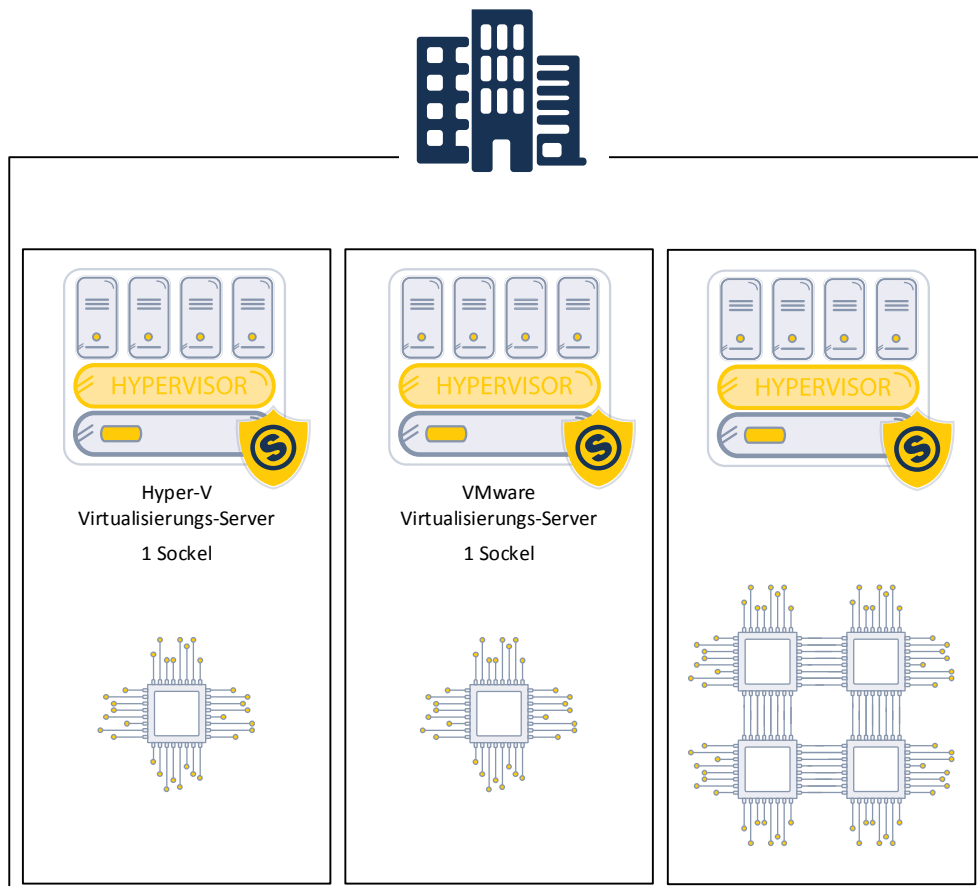 HYPERVISOR
Hyper-V
Virtualisierungs-Server
1 Sockel
HYPERVISOR
VMware
Virtualisierungs-Server
1 Sockel
HYPERVISOR